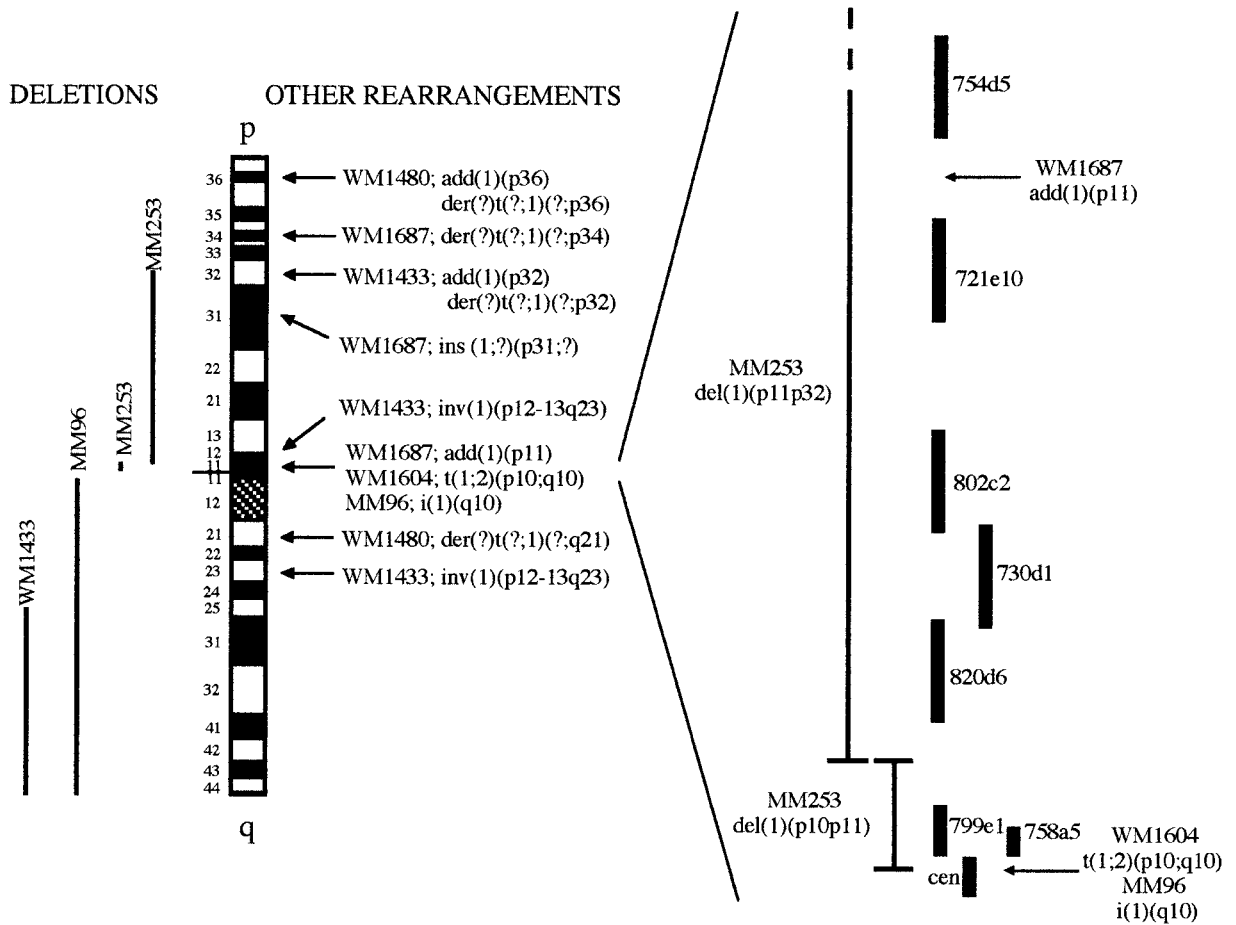 DELETIONS
OTHER REARRANGEMENTS
p
36
35
34
33
32
31
22
21
13
12
11
11
12
21
22
23
24
25
31
32
41
42
43
44
q
MM253
MM253
MM96
WM1433
WM1480; add(1)(p36)
der(?)t(?;1)(?;p36)
WM1687; der(?)t(?;1)(?;p34)
WM1433; add(1)(p32)
der(?)t(?;1)(?;p32)
WM1687; ins (1;?)(p31;?)
WM1433; inv(1)(p12-13q23)
WM1687; add(1)(p11)
WM1604; t(1;2)(p10;q10)
MM96; i(1)(q10)
WM1480; der(?)t(?;1)(?;q21)
WM1433; inv(1)(p12-13q23)
754d5
WM1687
add(1)(p11)
721e10
MM253
del(1)(p11p32)
802c2
730d1
820d6
MM253
del(1)(p10p11)
799e1
758a5
cen
WM1604
t(1;2)(p10;q10)
MM96
i(1)(q10)